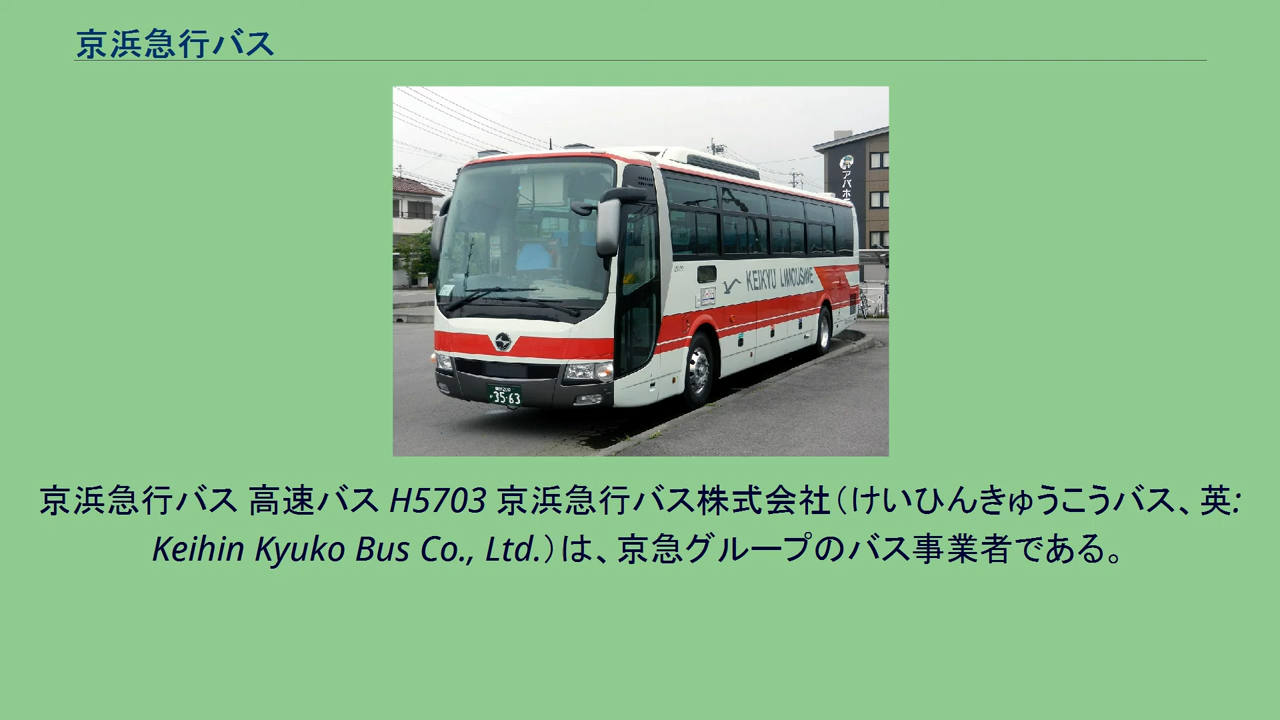 京浜急行バス
アパホ
KEIKYU LIMOUSINE
35-63
京浜急行バス 高速バス H5703 京浜急行バス株式会社（けいひんきゅうこうバス、英:
Keihin Kyuko Bus Co., Ltd.）は、京急グループのバス事業者である。